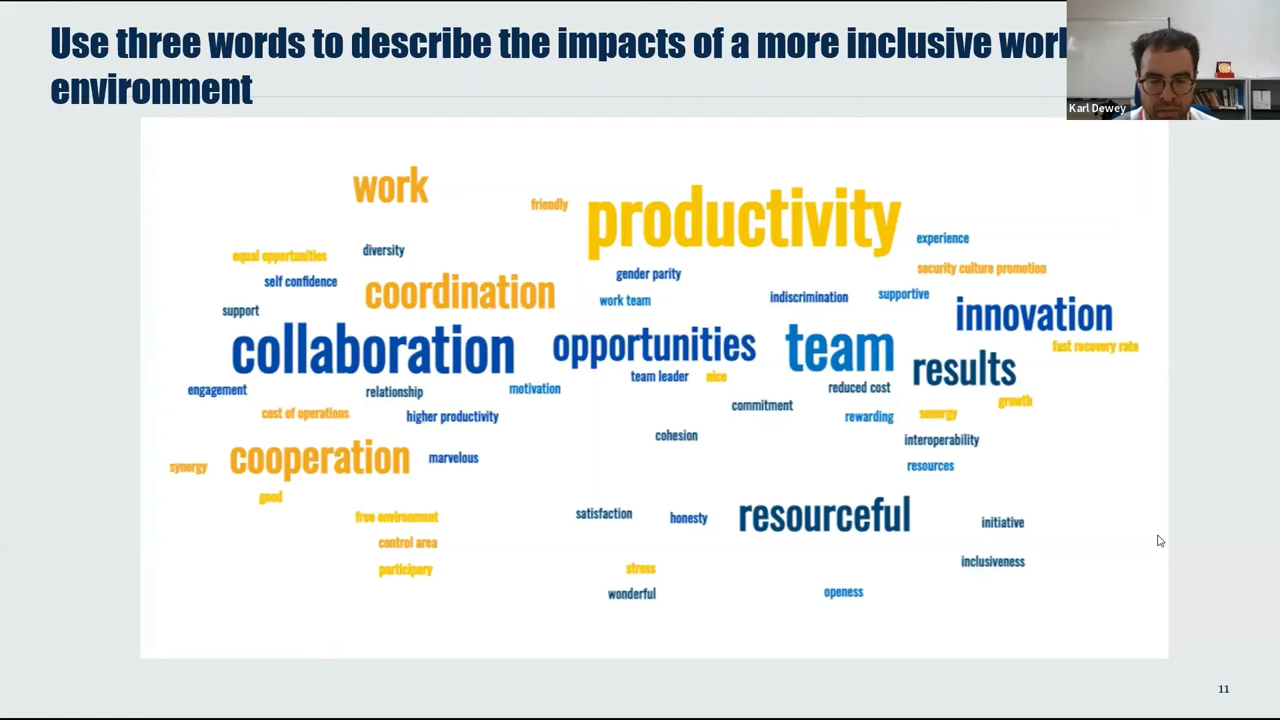 Use three words to describe the impacts of a more inclusive worl
environment
Karl Dewey
work
friendly
productivity
experience
equal opportunities
diversity
self confidence
gender parity
security culture promotion
coordination
work team
indiscrimination
supportive
support
innovation
collaboration
opportunities
team
results
fast recovery rate
engagement
relationship
motivation
team leader
nice
reduced cost
commitment
cost of operations
higher productivity
rewarding
senergy
growth
cohesion
interoperability
synergy
cooperation
marvelous
resources
good
free environment
satisfaction
honesty
resourceful
initiative
control area
participory
stress
inclusiveness
wonderful
openess
11